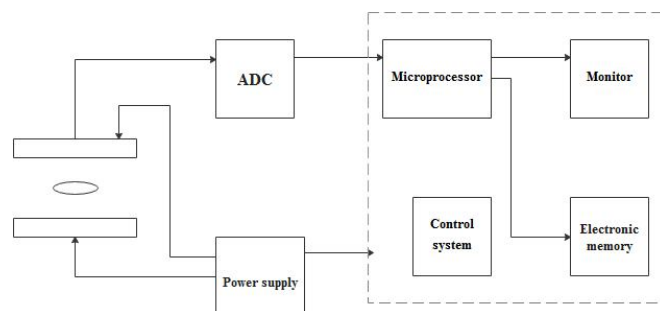 ADC
Microprocessor
Monitor
Control
system
Electronic
memory
Power supply